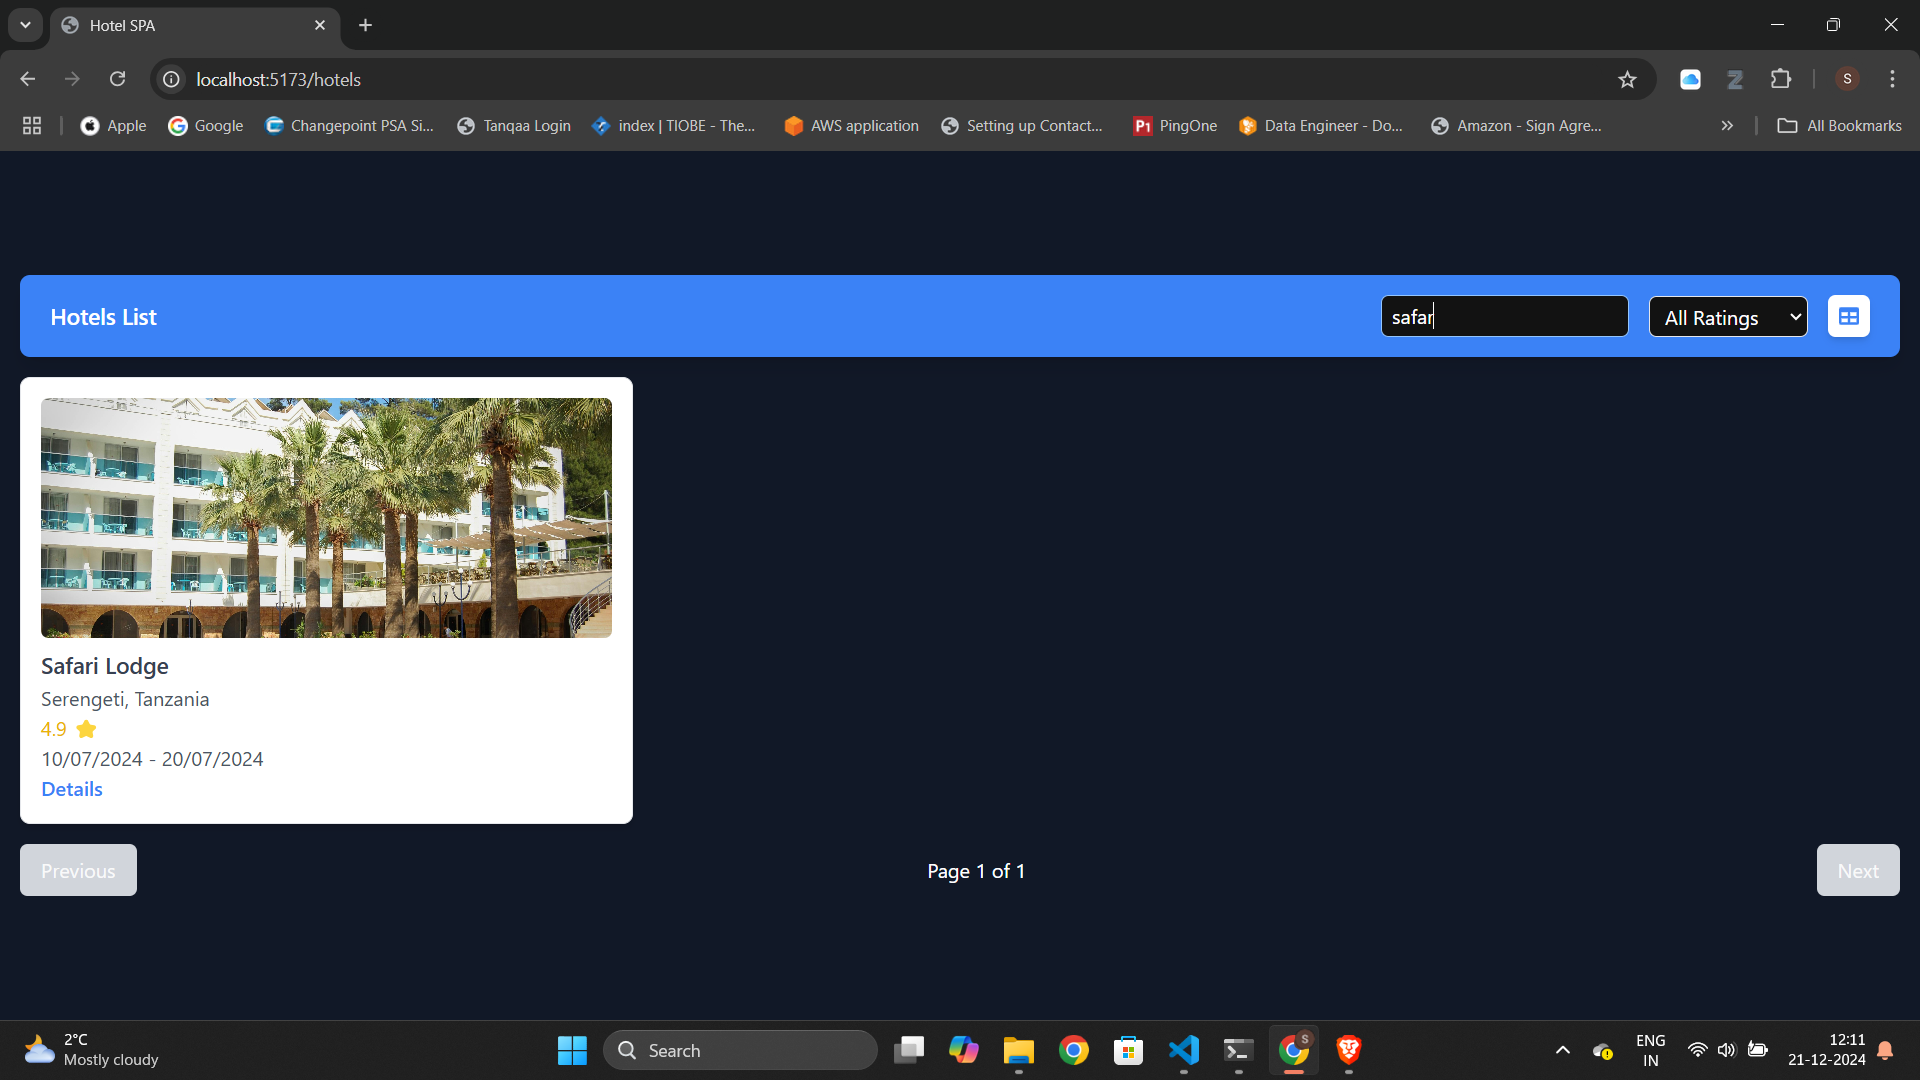 Hotel SPA
localhost:5173/hotels
S
Apple
Google
Changepoint PSA Si...
Tanqaa Login
index | TIOBE - The...
AWS application
Setting up Contact...
P1 PingOne
Data Engineer - Do...
Amazon - Sign Agre...
All Bookmarks
Hotels List
safar
All Ratings
Safari Lodge
Serengeti, Tanzania
4.9
10/07/2024 - 20/07/2024
Details
Previous
Page 1 of 1
Next
2°C
Mostly cloudy
Search
S
ENG
IN
12:11
21-12-2024